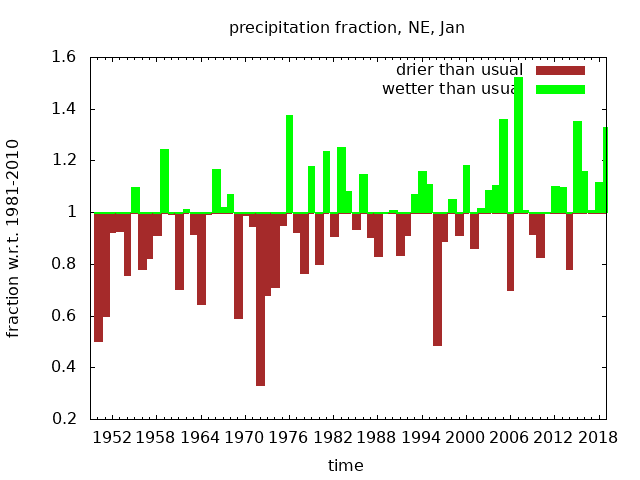 precipitation fraction, NE, Jan
drier than usual
wetter than usual
fraction w.r.t. 1981-2010
1.6
1.4
1.2
1
0.8
0.6
0.4
0.2
1952 1958 1964 1970 1976 1982 1988 1994 2000 2006 2012 2018
time